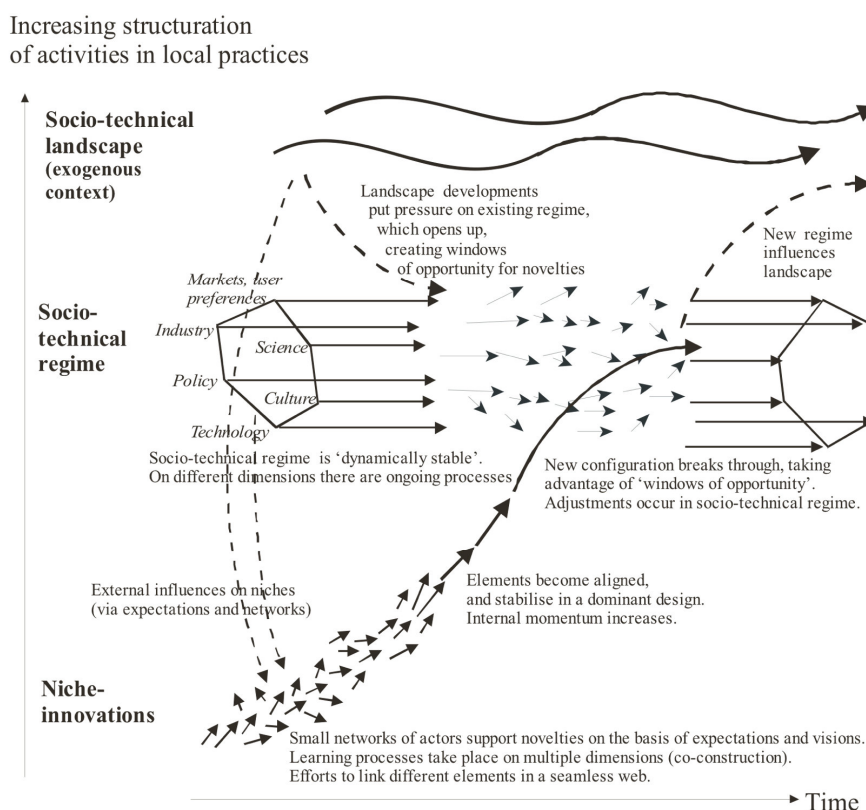 Increasing structuration
of activities in local practices
Socio-technical
landscape
(exogenous
context)
Landscape developments
put pressure on existing regime,
which opens up,
creating windows
of opportunity for novelties
New regime
influences
landscape
Markets, user
preferences
Socio-
technical
regime
Industry
Science
Policy
Culture
Technology
Socio-technical regime is ‘dynamically stable’.
On different dimensions there are ongoing processes
New configuration breaks through, taking
advantage of ‘windows of opportunity’.
Adjustments occur in socio-technical regime.
External influences on niches
(via expectations and networks)
Elements become aligned,
and stabilise in a dominant design.
Internal momentum increases.
Niche-
innovations
Small networks of actors support novelties on the basis of expectations and visions.
Learning processes take place on multiple dimensions (co-construction).
Efforts to link different elements in a seamless web.
Time